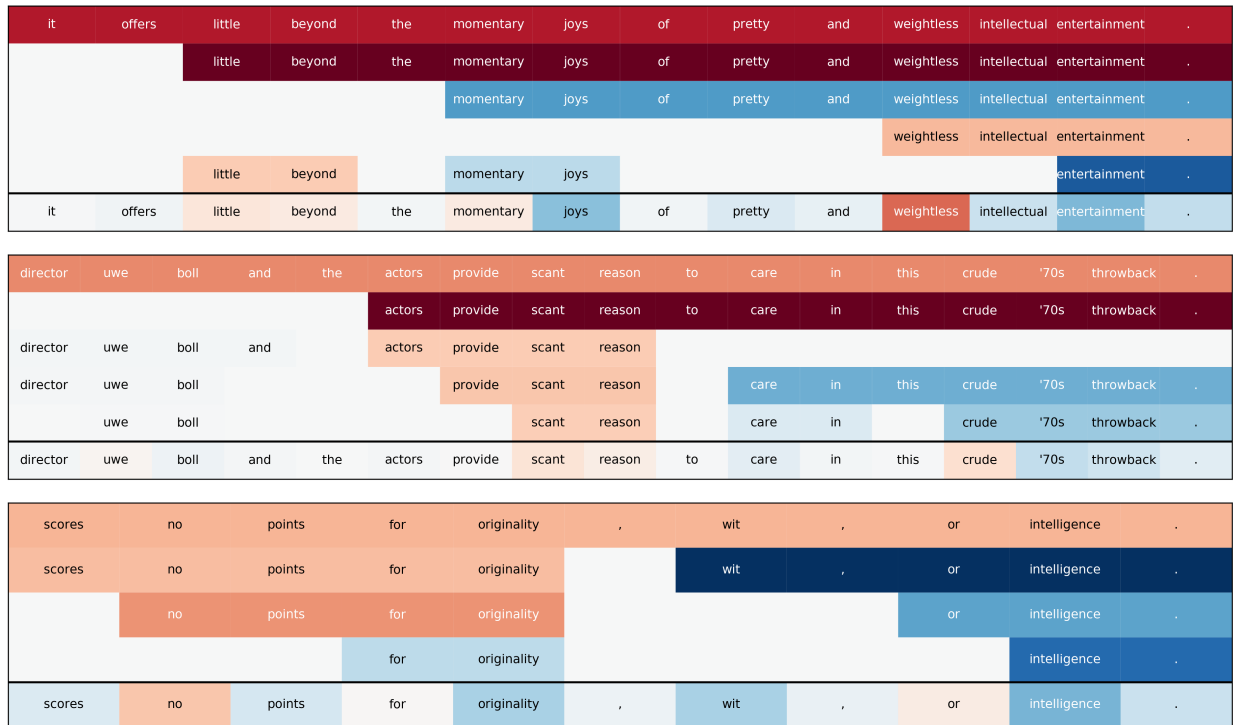 it offers little beyond the momentary joys of pretty and weightless intellectual entertainment .
little beyond the momentary joys of pretty and weightless intellectual entertainment .
momentary joys of pretty and weightless intellectual entertainment .
weightless intellectual entertainment .
little beyond momentary joys entertainment .
it offers little beyond the momentary joys of pretty and weightless intellectual entertainment .
director uwe boll and the actors provide scant reason to care in this crude '70s throwback .
actors provide scant reason to care in this crude '70s throwback .
director uwe boll and actors provide scant reason
director uwe boll provide scant reason care in this crude '70s throwback .
uwe boll scant reason care in crude '70s throwback .
director uwe boll and the actors provide scant reason to care in this crude '70s throwback .
scores no points for originality , wit , or intelligence .
scores no points for originality wit , or intelligence .
no points for originality or intelligence .
for originality intelligence .
scores no points for originality , wit , or intelligence .